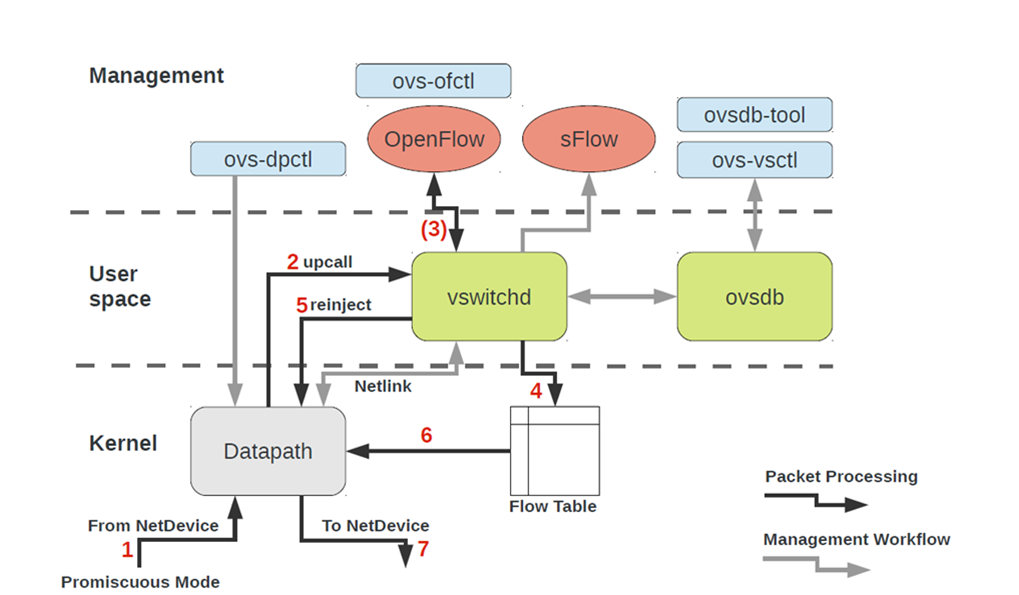 Management
ovs-ofctl
OpenFlow
sFlow
ovsdb-tool
ovs-vsctl
ovs-dpctl
(3)
User
space
2 upcall
5 reinject
vswitchd
ovsdb
Netlink
4
Kernel
Datapath
6
Flow Table
From NetDevice
1
Promiscuous Mode
To NetDevice
7
Packet Processing
Management Workflow